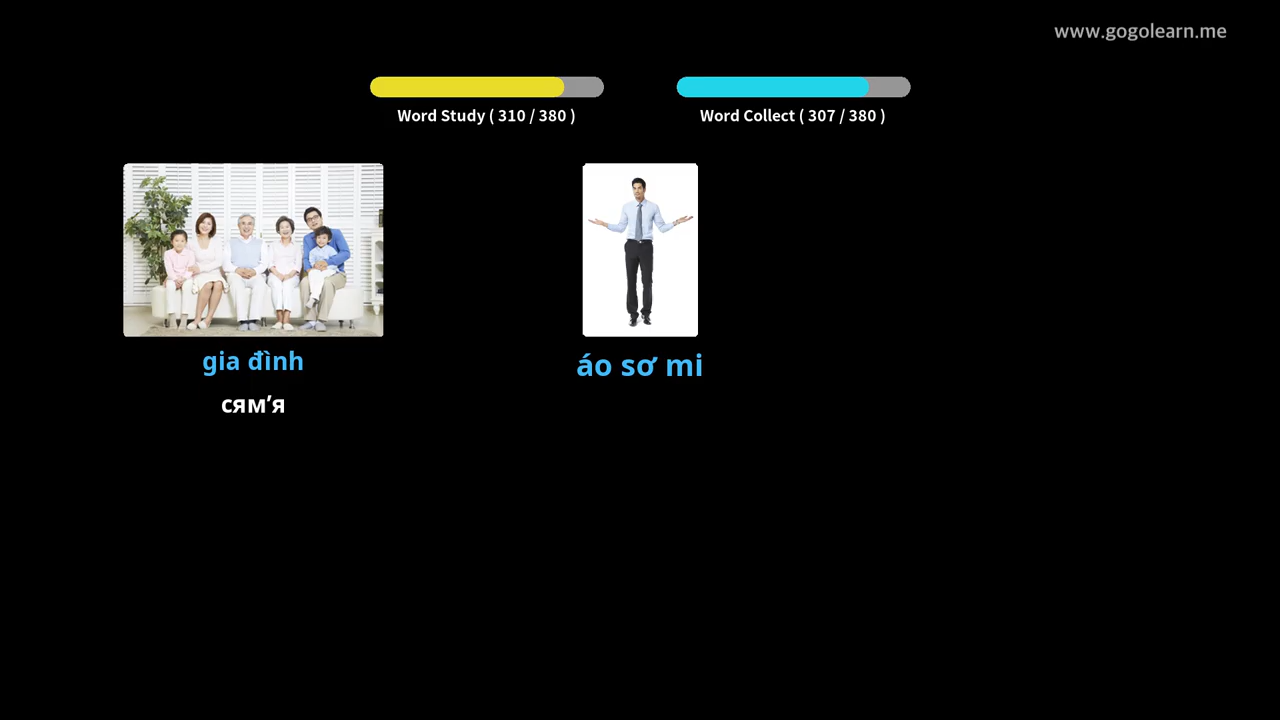 www.gogolearn.me
Word Study ( 310 / 380 )
Word Collect ( 307 / 380 )
gia đình
сям’я
áo sơ mi